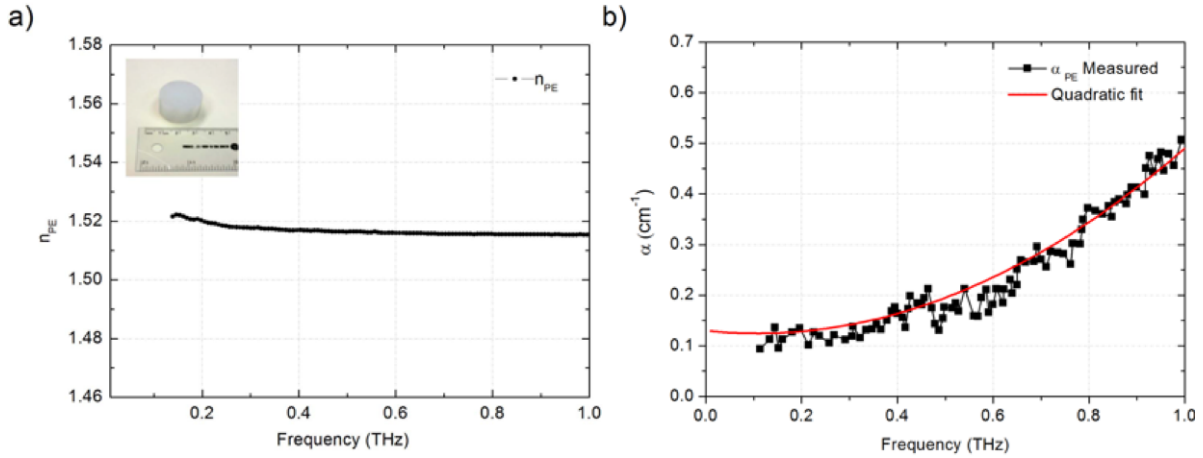 a)
1.58
1.56
1.54
1.52
1.50
1.48
1.46
n_PE
n_PE
0.2
0.4
0.6
0.8
1.0
Frequency (THz)
b)
0.7
0.6
0.5
0.4
0.3
0.2
0.1
0.0
α (cm⁻¹)
α_PE Measured
Quadratic fit
0.0
0.2
0.4
0.6
0.8
1.0
Frequency (THz)